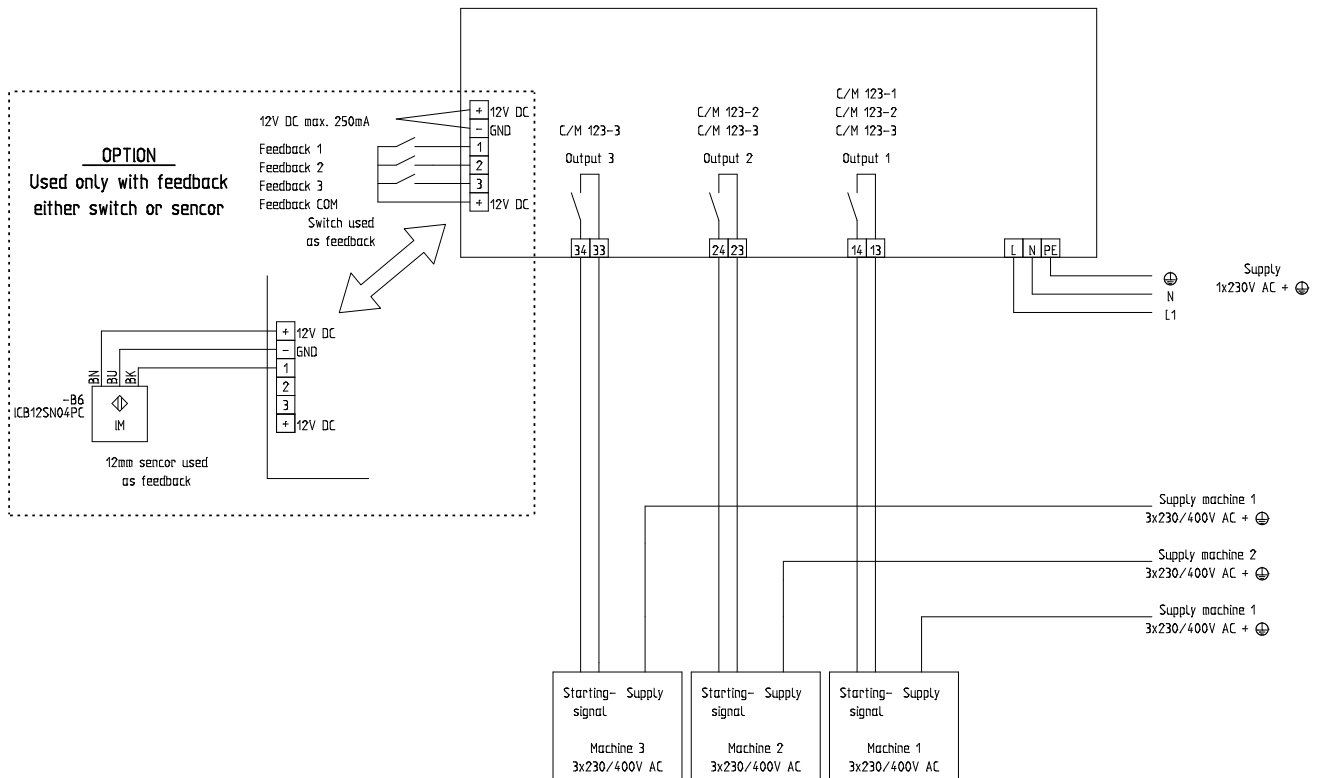 C/M 123-1
C/M 123-2
C/M 123-3
Output 1
C/M 123-2
C/M 123-3
Output 2
C/M 123-3
Output 3
+ 12V DC
- GND
1
2
3
+ 12V DC
12V DC max. 250mA
Feedback 1
Feedback 2
Feedback 3
Feedback COM
Switch used
as feedback
OPTION
Used only with feedback
either switch or sencor
34 33
24 23
14 13
L N PE
N
L1
Supply
1x230V AC +
+ 12V DC
- GND
1
2
3
+ 12V DC
BN
BU
BK
-B6
ICB12SN04PC
IM
12mm sencor used
as feedback
Supply machine 1
3x230/400V AC +
Supply machine 2
3x230/400V AC +
Supply machine 1
3x230/400V AC +
Starting- Supply
signal
Machine 3
3x230/400V AC
Starting- Supply
signal
Machine 2
3x230/400V AC
Starting- Supply
signal
Machine 1
3x230/400V AC